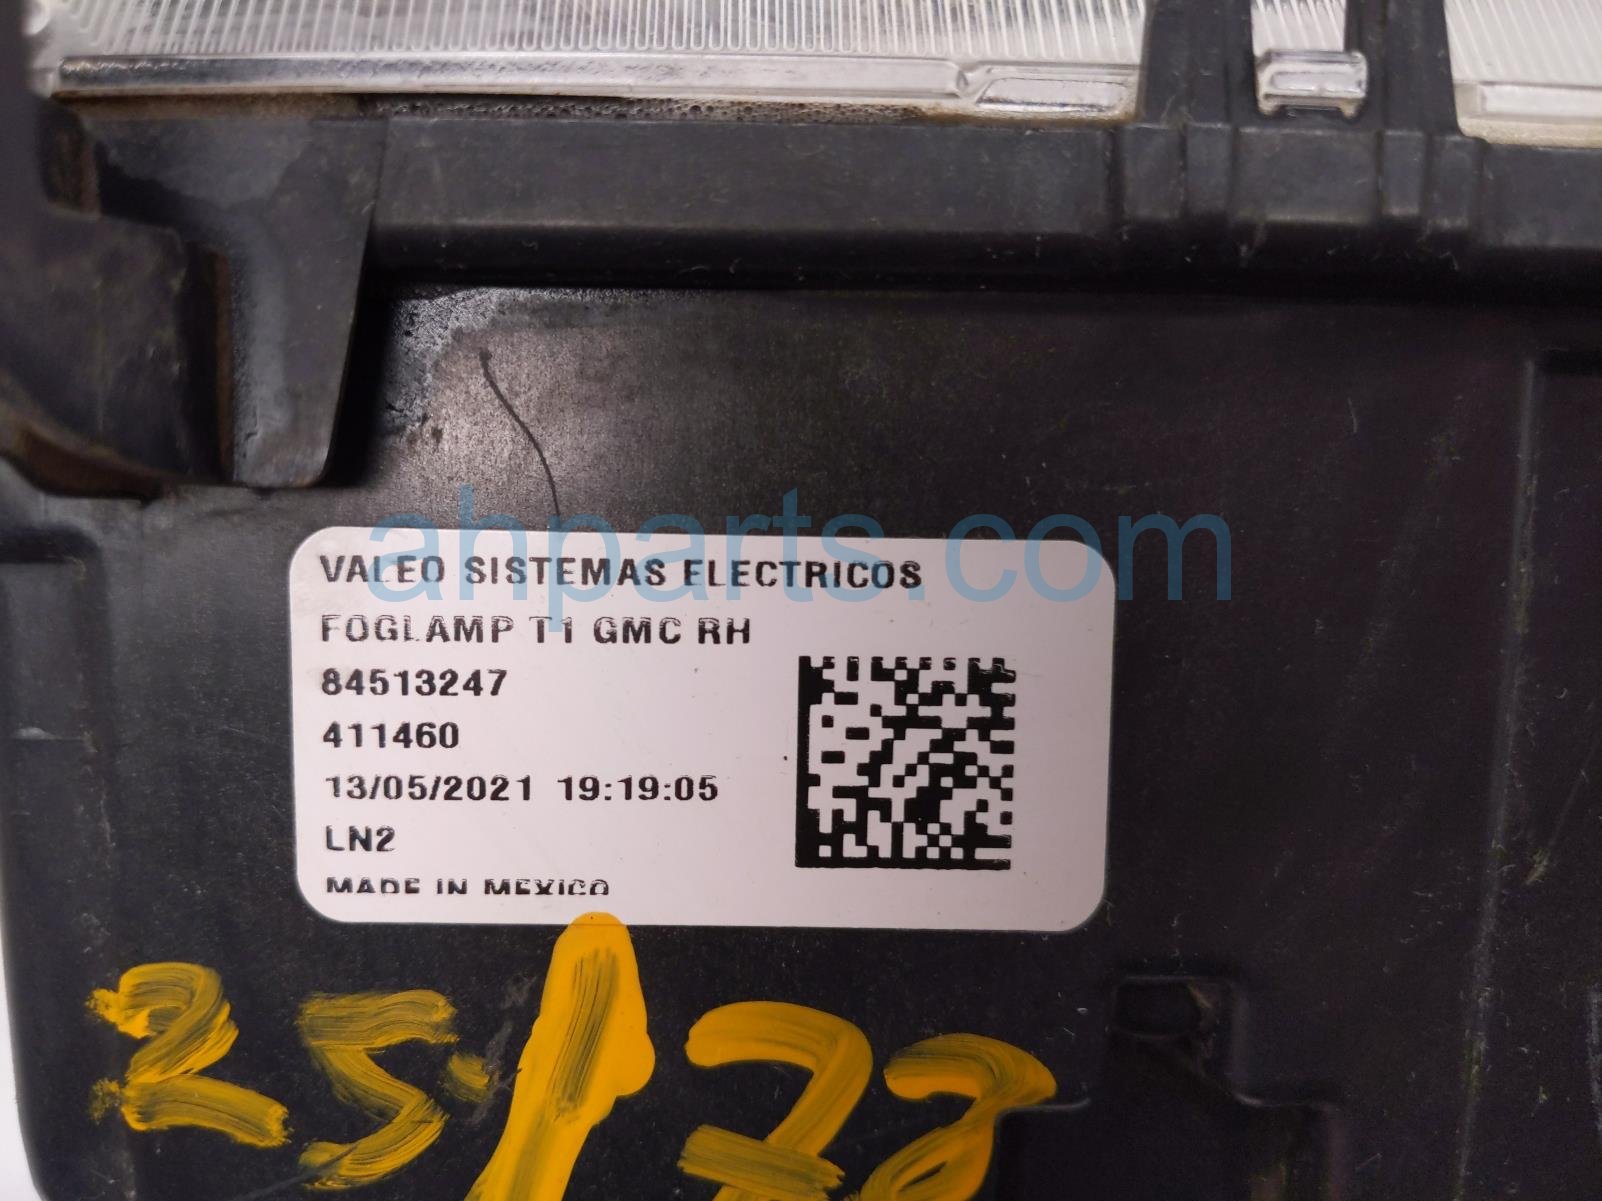 ahparts.com
VALEO SISTEMAS ELECTRICOS
FOGLAMP T1 GMC RH
84513247
411460
13/05/2021 19:19:05
LN2
MADE IN MEXICO